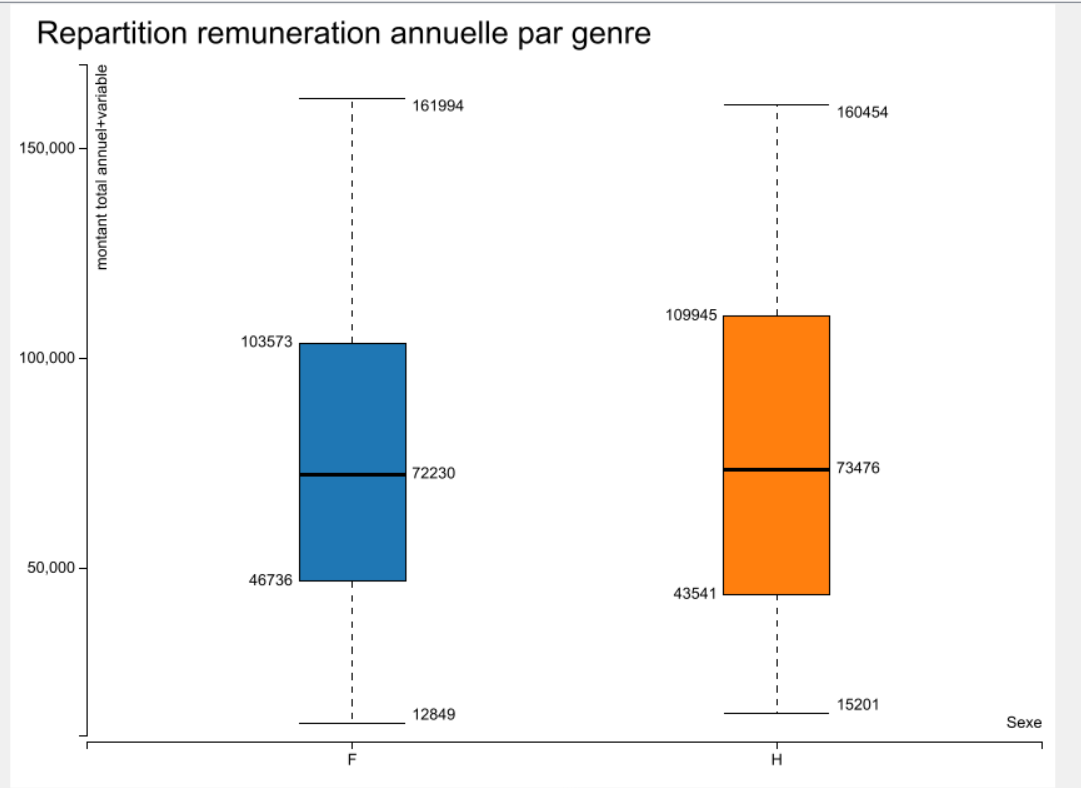 Repartition remuneration annuelle par genre
montant total annuel+variable
161994
160454
150,000
109945
103573
100,000
72230
73476
50,000
46736
43541
12849
15201
Sexe
F
H